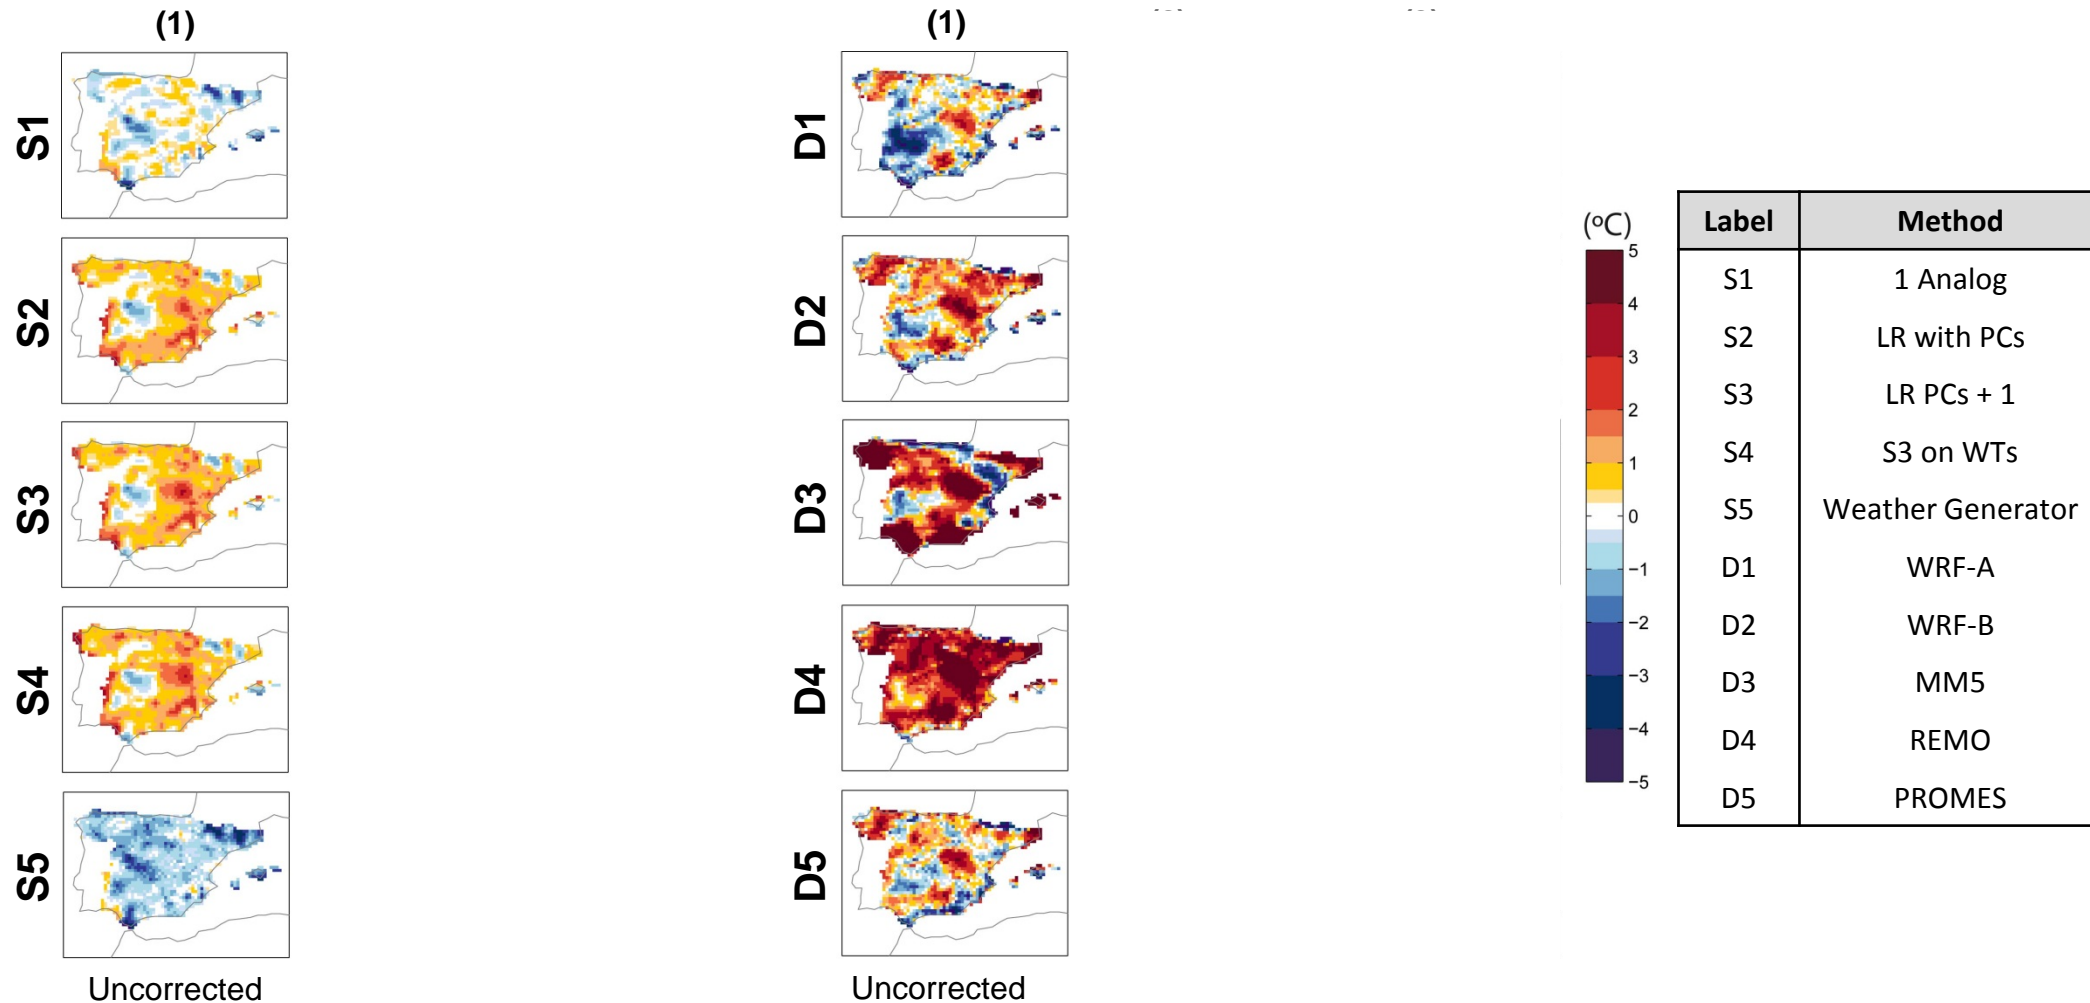 (1)
(1)
S1
D1
S2
D2
S3
D3
S4
D4
S5
D5
Uncorrected
Uncorrected
(ºC)
5
4
3
2
1
0
−1
−2
−3
−4
−5
Label Method
S1 1 Analog
S2 LR with PCs
S3 LR PCs + 1
S4 S3 on WTs
S5 Weather Generator
D1 WRF-A
D2 WRF-B
D3 MM5
D4 REMO
D5 PROMES